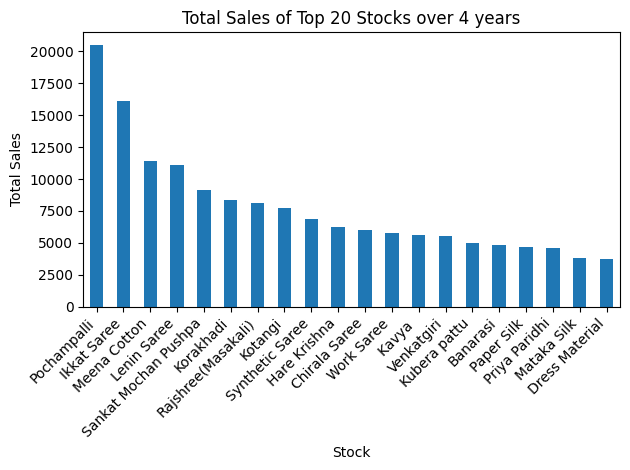 Total Sales of Top 20 Stocks over 4 years
Total Sales
20000
17500
15000
12500
10000
7500
5000
2500
0
Pochampalli
Ikkat Saree
Meena Cotton
Lenin Saree
Sankat Mochan Pushpa
Korakhadi
Rajshree(Masakali)
Kotangi
Synthetic Saree
Hare Krishna
Chirala Saree
Work Saree
Kavya
Venkatgiri
Kubera pattu
Banarasi
Paper Silk
Priya Paridhi
Mataka Silk
Dress Material
Stock